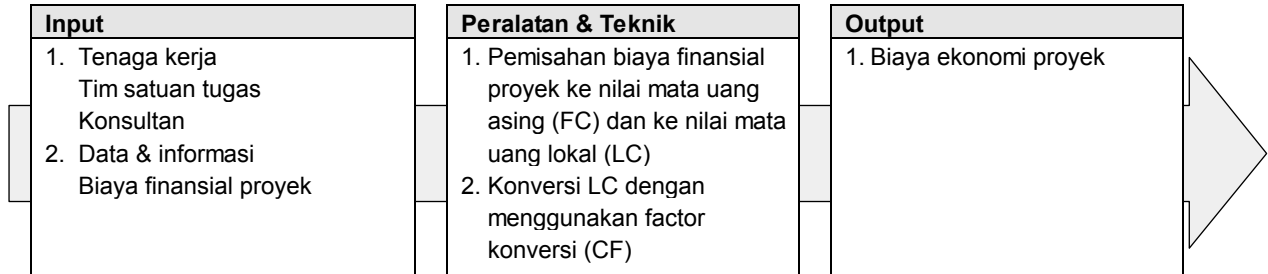 Input
1. Tenaga kerja
Tim satuan tugas
Konsultan
2. Data & informasi
Biaya finansial proyek
Peralatan & Teknik
1. Pemisahan biaya finansial
proyek ke nilai mata uang
asing (FC) dan ke nilai mata
uang lokal (LC)
2. Konversi LC dengan
menggunakan factor
konversi (CF)
Output
1. Biaya ekonomi proyek